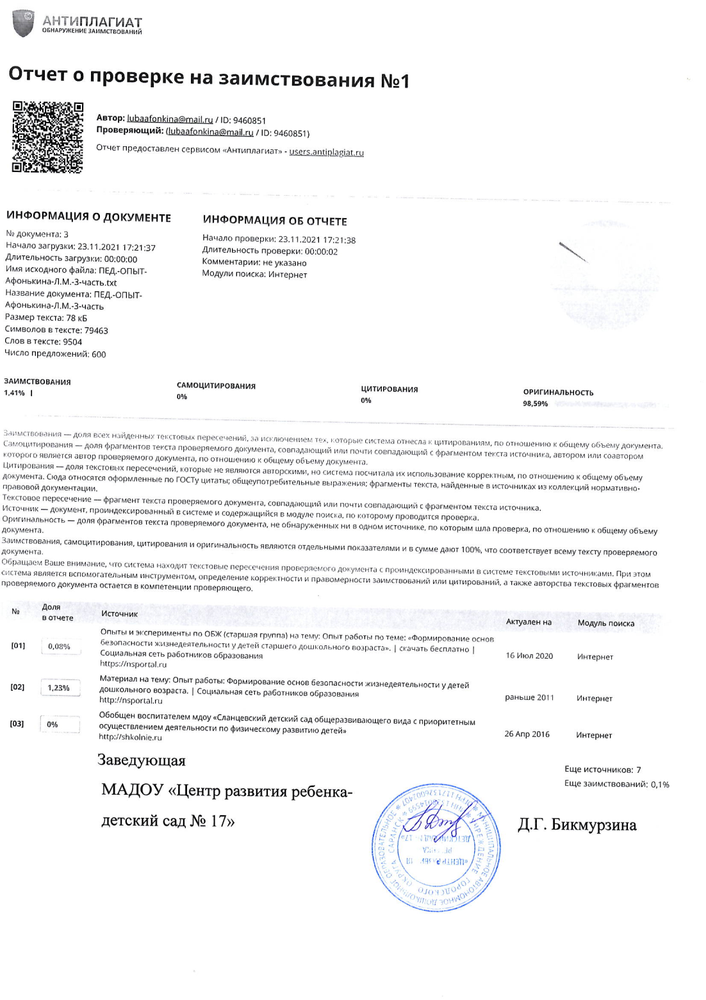 АНТИПЛАГИАТ
ОБНАРУЖЕНИЕ ЗАИМСТВОВАНИЙ
Отчет о проверке на заимствования №1
Автор: lubaafonkina@mail.ru / ID: 9460851
Проверяющий: (lubaafonkina@mail.ru / ID: 9460851)
Отчет предоставлен сервисом «Антиплагиат» - users.antiplagiat.ru
ИНФОРМАЦИЯ О ДОКУМЕНТЕ
№ документа: 3
Начало загрузки: 23.11.2021 17:21:37
Длительность загрузки: 00:00:00
Имя исходного файла: ПЕД.-ОПЫТ-
Афонькина-Л.М.-3-часть.txt
Название документа: ПЕД.-ОПЫТ-
Афонькина-Л.М.-3-часть
Размер текста: 78 кБ
Символов в тексте: 79463
Слов в тексте: 9504
Число предложений: 600
ИНФОРМАЦИЯ ОБ ОТЧЕТЕ
Начало проверки: 23.11.2021 17:21:38
Длительность проверки: 00:00:02
Комментарии: не указано
Модули поиска: Интернет
ЗАИМСТВОВАНИЯ
1,41%
САМОЦИТИРОВАНИЯ
0%
ЦИТИРОВАНИЯ
0%
ОРИГИНАЛЬНОСТЬ
98,59%
Заимствования — доля всех найденных текстовых пересечений, за исключением тех, которые система отнесла к цитированиям, по отношению к общему объему документа.
Самоцитирования — доля фрагментов текста проверяемого документа, совпадающий или почти совпадающий с фрагментом текста источника, автором или соавтором
которого является автор проверяемого документа, по отношению к общему объему документа.
Цитирования — доля текстовых пересечений, которые не являются авторскими, но система посчитала их использование корректным, по отношению к общему объему
документа. Сюда относятся оформленные по ГОСТу цитаты; общеупотребительные выражения; фрагменты текста, найденные в источниках из коллекций нормативно-
правовой документации.
Текстовое пересечение — фрагмент текста проверяемого документа, совпадающий или почти совпадающий с фрагментом текста источника.
Источник — документ, проиндексированный в системе и содержащийся в модуле поиска, по которому проводится проверка.
Оригинальность — доля фрагментов текста проверяемого документа, не обнаруженных ни в одном источнике, по которым шла проверка, по отношению к общему объему
документа.
Заимствования, самоцитирования, цитирования и оригинальность являются отдельными показателями и в сумме дают 100%, что соответствует всему тексту проверяемого
документа.
Обращаем Ваше внимание, что система находит текстовые пересечения проверяемого документа с проиндексированными в системе текстовыми источниками. При этом
система является вспомогательным инструментом, определение корректности и правомерности заимствований или цитирований, а также авторства текстовых фрагментов
проверяемого документа остается в компетенции проверяющего.
№ Доля в отчете Источник Актуален на Модуль поиска
[01] 0,08% Опыты и эксперименты по ОБЖ (старшая группа) на тему: Опыт работы по теме: «Формирование основ
безопасности жизнедеятельности у детей старшего дошкольного возраста». | скачать бесплатно |
Социальная сеть работников образования
https://nsportal.ru
16 Июл 2020 Интернет
[02] 1,23% Материал на тему: Опыт работы: Формирование основ безопасности жизнедеятельности у детей
дошкольного возраста. | Социальная сеть работников образования
http://nsportal.ru
раньше 2011 Интернет
[03] 0% Обобщен воспитателем мдоу «Сланцевский детский сад общеразвивающего вида с приоритетным
осуществлением деятельности по физическому развитию детей»
http://shkolnie.ru
26 Апр 2016 Интернет
Еще источников: 7
Еще заимствований: 0,1%
Заведующая
МАДОУ «Центр развития ребенка-
детский сад № 17»
Д.Г. Бикмурзина